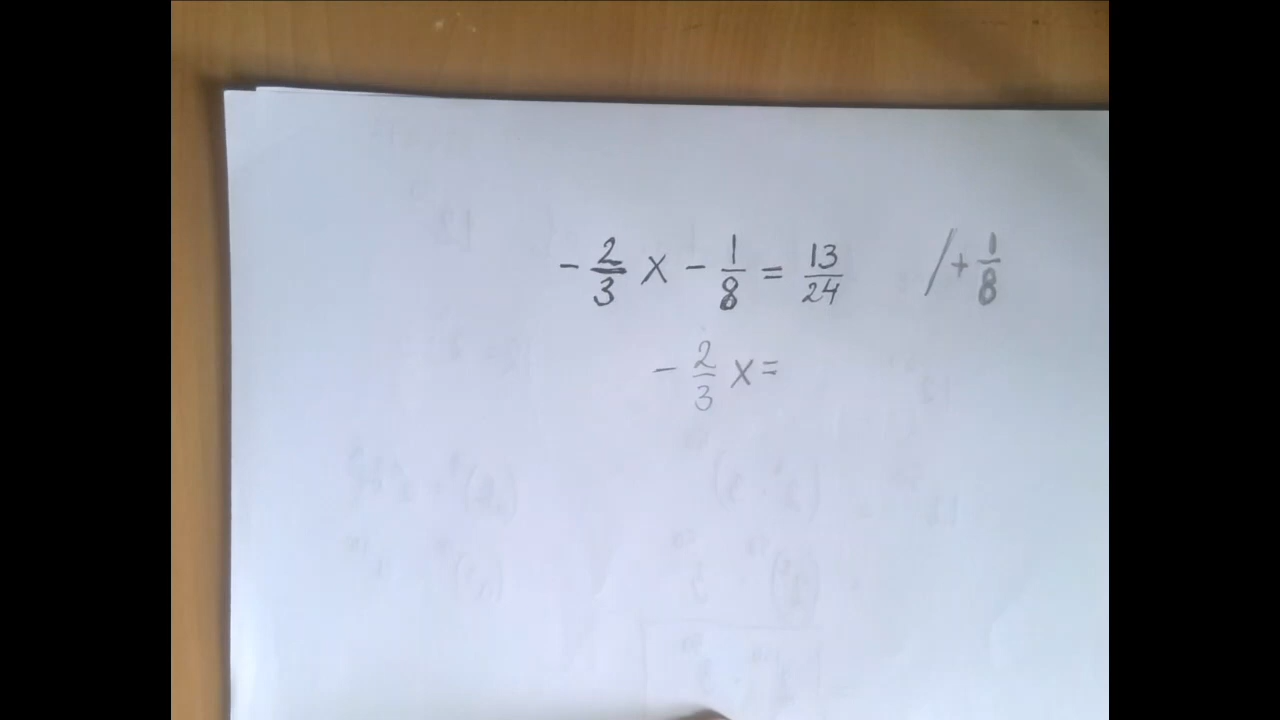 - 2/3 x - 1/8 = 13/24 / + 1/8
- 2/3 x =